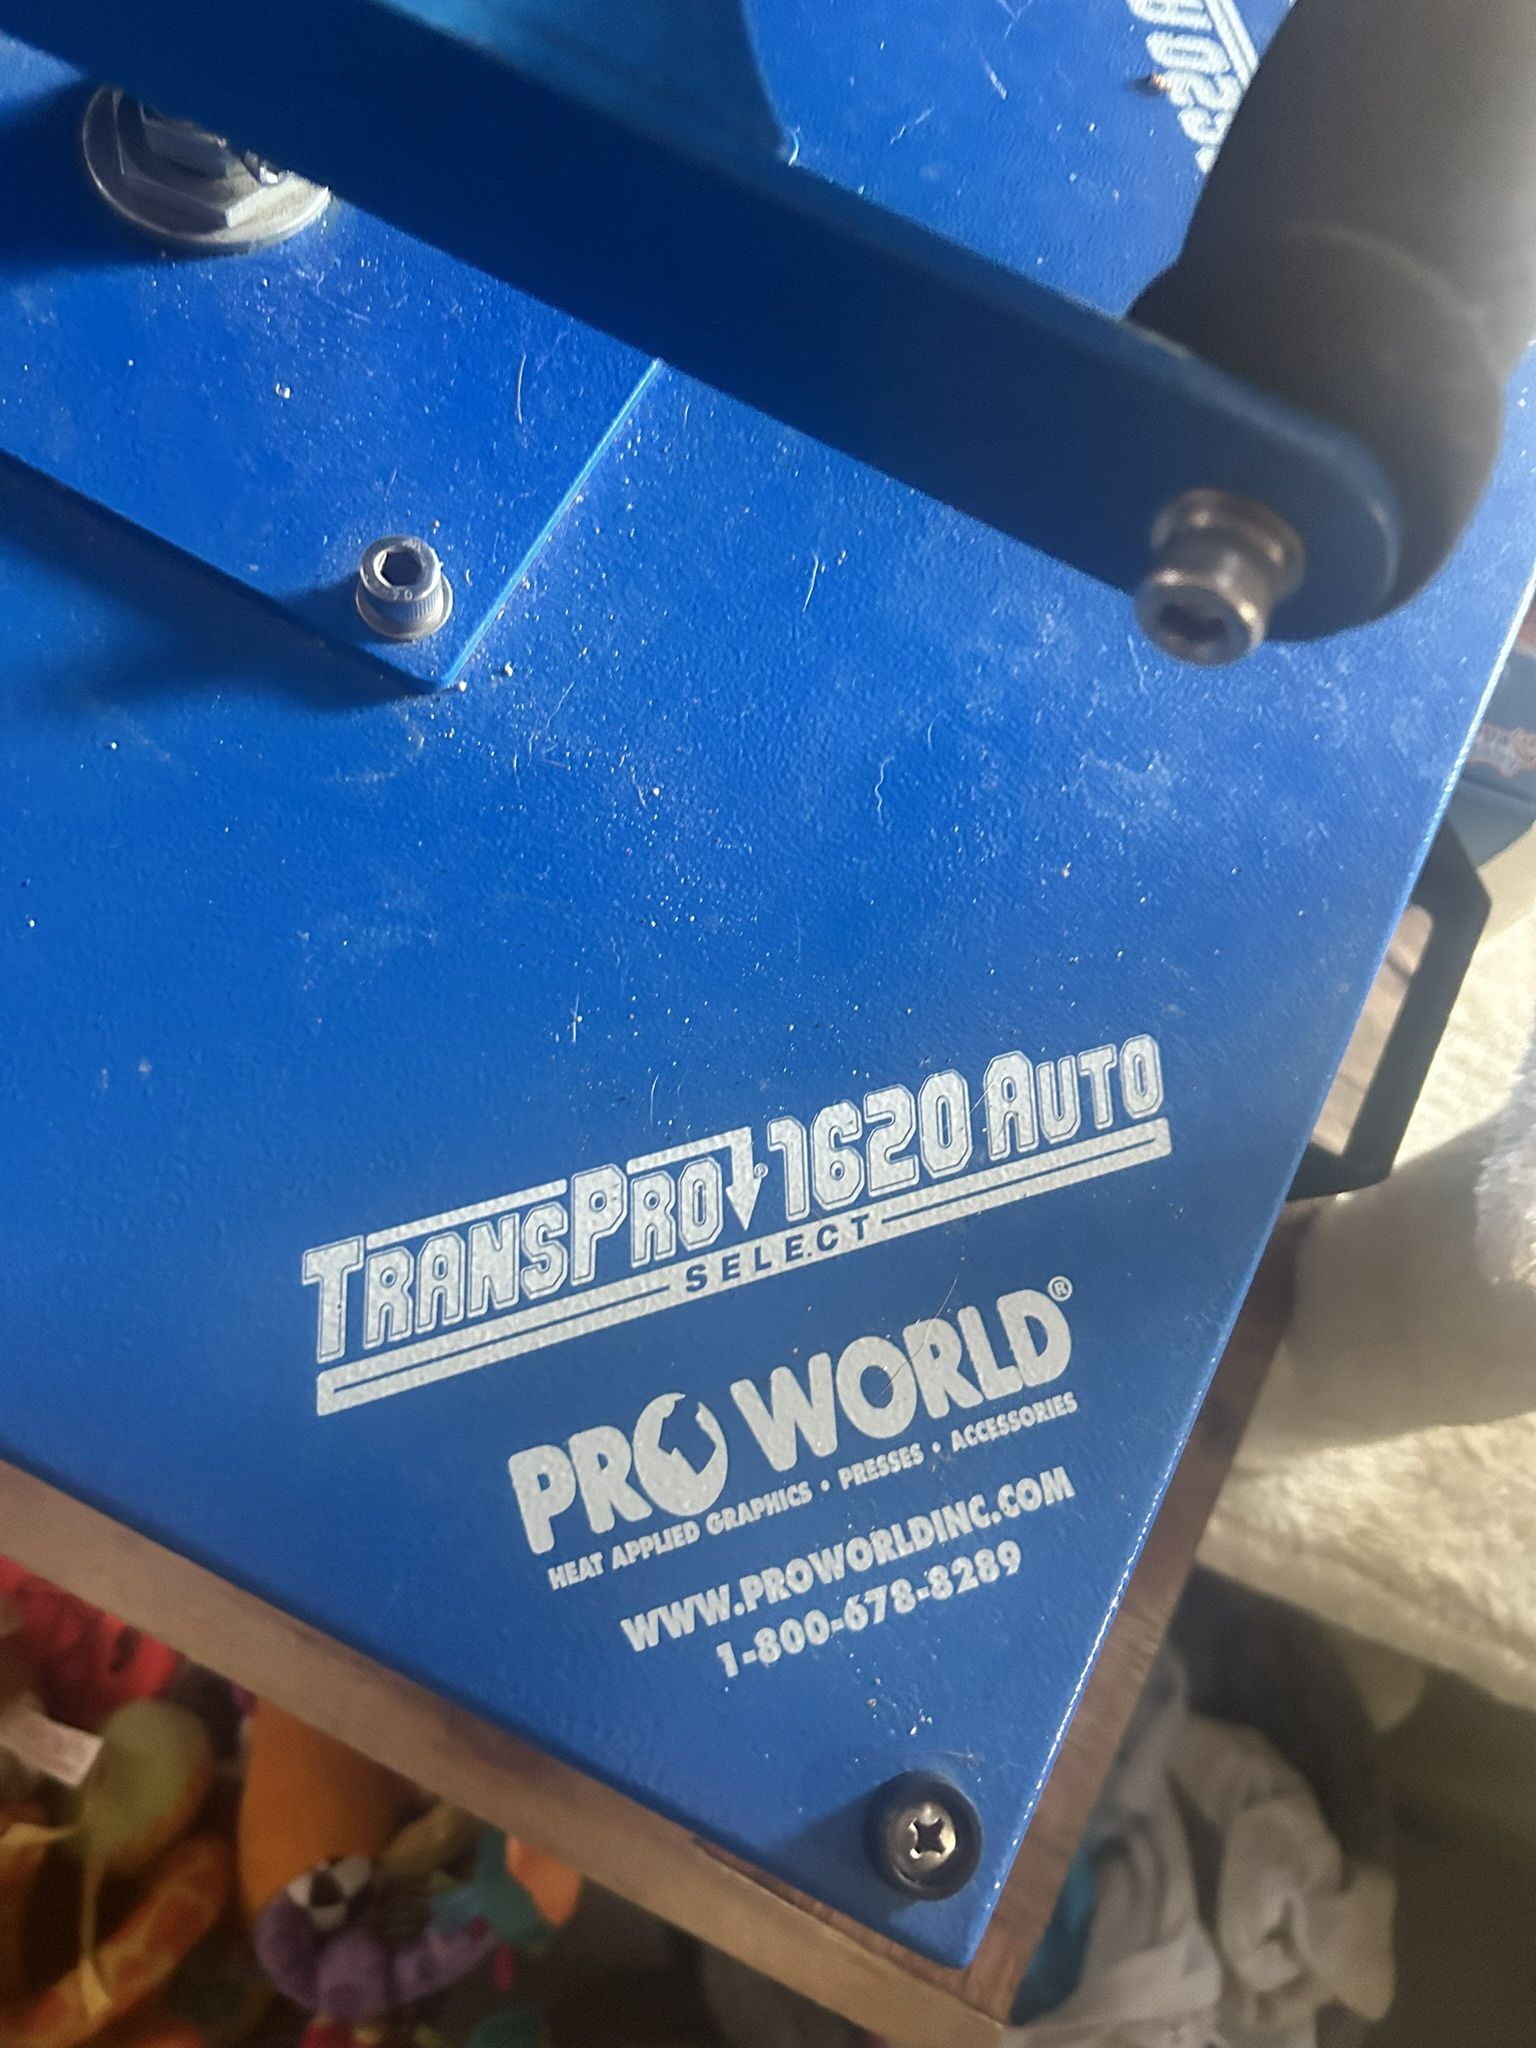 TRANSPRO® 1620 AUTO
SELECT
PRO WORLD®
HEAT APPLIED GRAPHICS • PRESSES • ACCESSORIES
WWW.PROWORLDINC.COM
1-800-678-8289